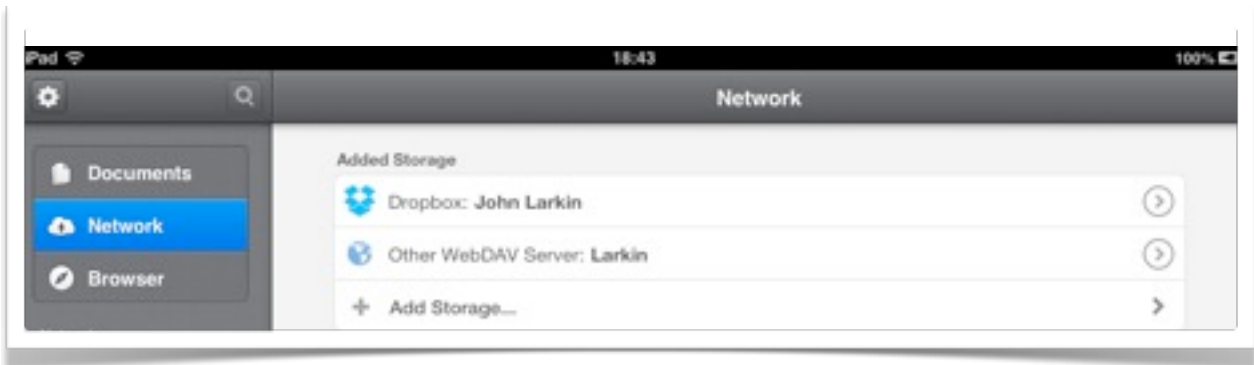 iPad 18:43 100%
Network
Documents
Network
Browser
Added Storage
Dropbox: John Larkin
Other WebDAV Server: Larkin
Add Storage...